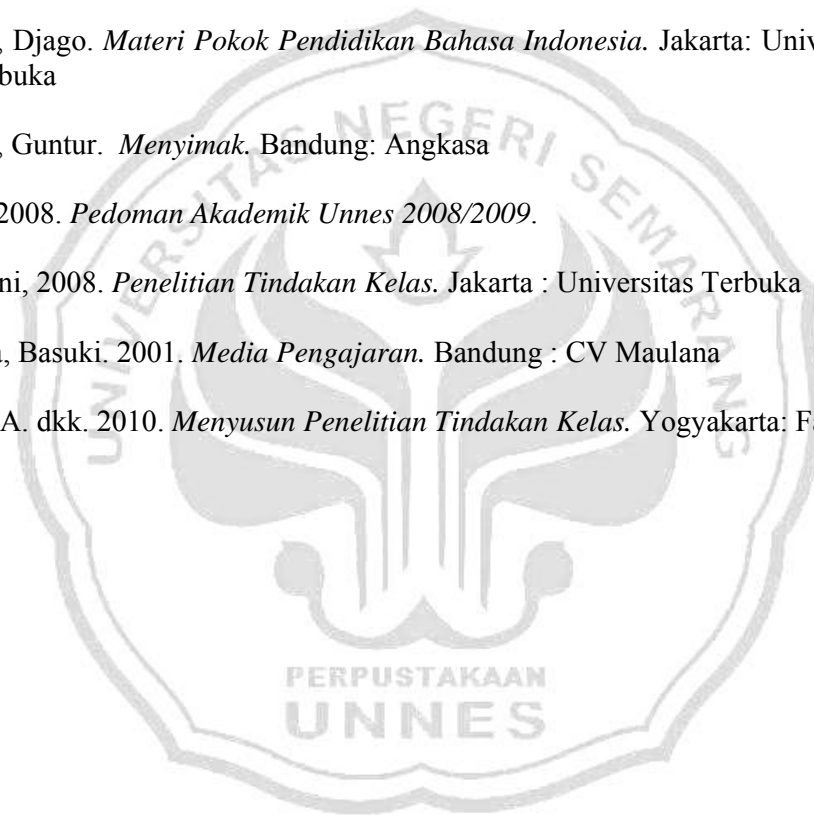 , Djago. Materi Pokok Pendidikan Bahasa Indonesia. Jakarta: Univ
buka
, Guntur. Menyimak. Bandung: Angkasa
2008. Pedoman Akademik Unnes 2008/2009.
ni, 2008. Penelitian Tindakan Kelas. Jakarta : Universitas Terbuka
, Basuki. 2001. Media Pengajaran. Bandung : CV Maulana
A. dkk. 2010. Menyusun Penelitian Tindakan Kelas. Yogyakarta: Fa
UNIVERSITAS NEGERI SEMARANG
PERPUSTAKAAN
UNNES